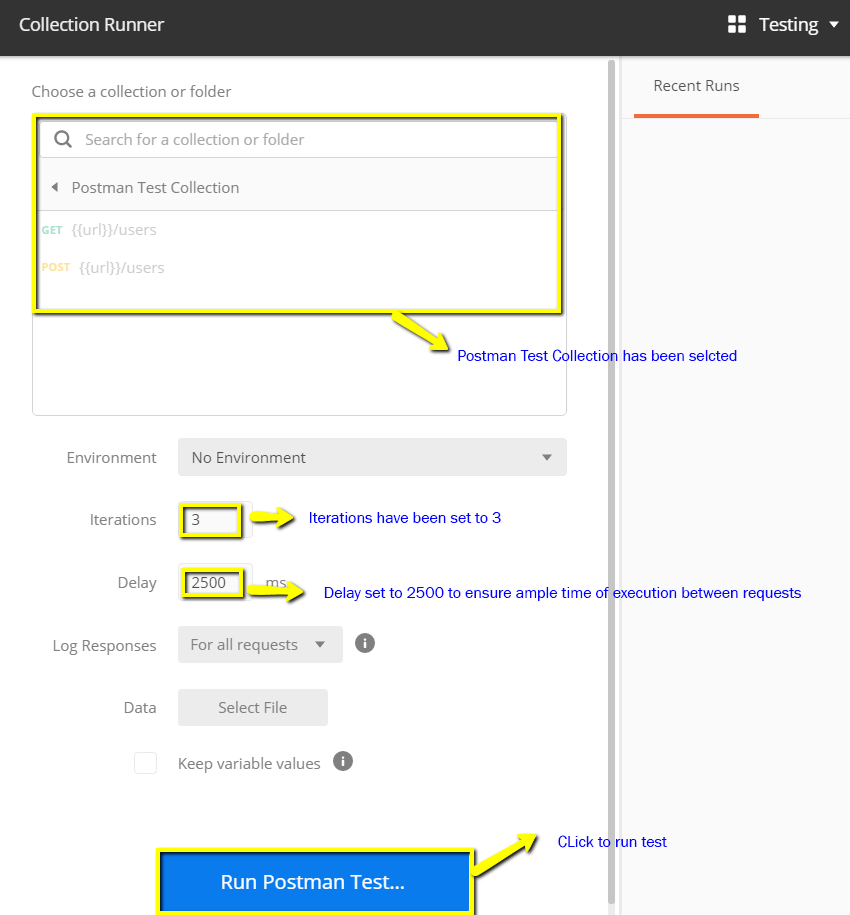 Collection Runner
Testing
Choose a collection or folder
Recent Runs
Search for a collection or folder
Postman Test Collection
GET {{url}}/users
POST {{url}}/users
Postman Test Collection has been selcted
Environment No Environment
Iterations 3 Iterations have been set to 3
Delay 2500 ms
Delay set to 2500 to ensure ample time of execution between requests
Log Responses For all requests
Data Select File
Keep variable values
CLick to run test
Run Postman Test...